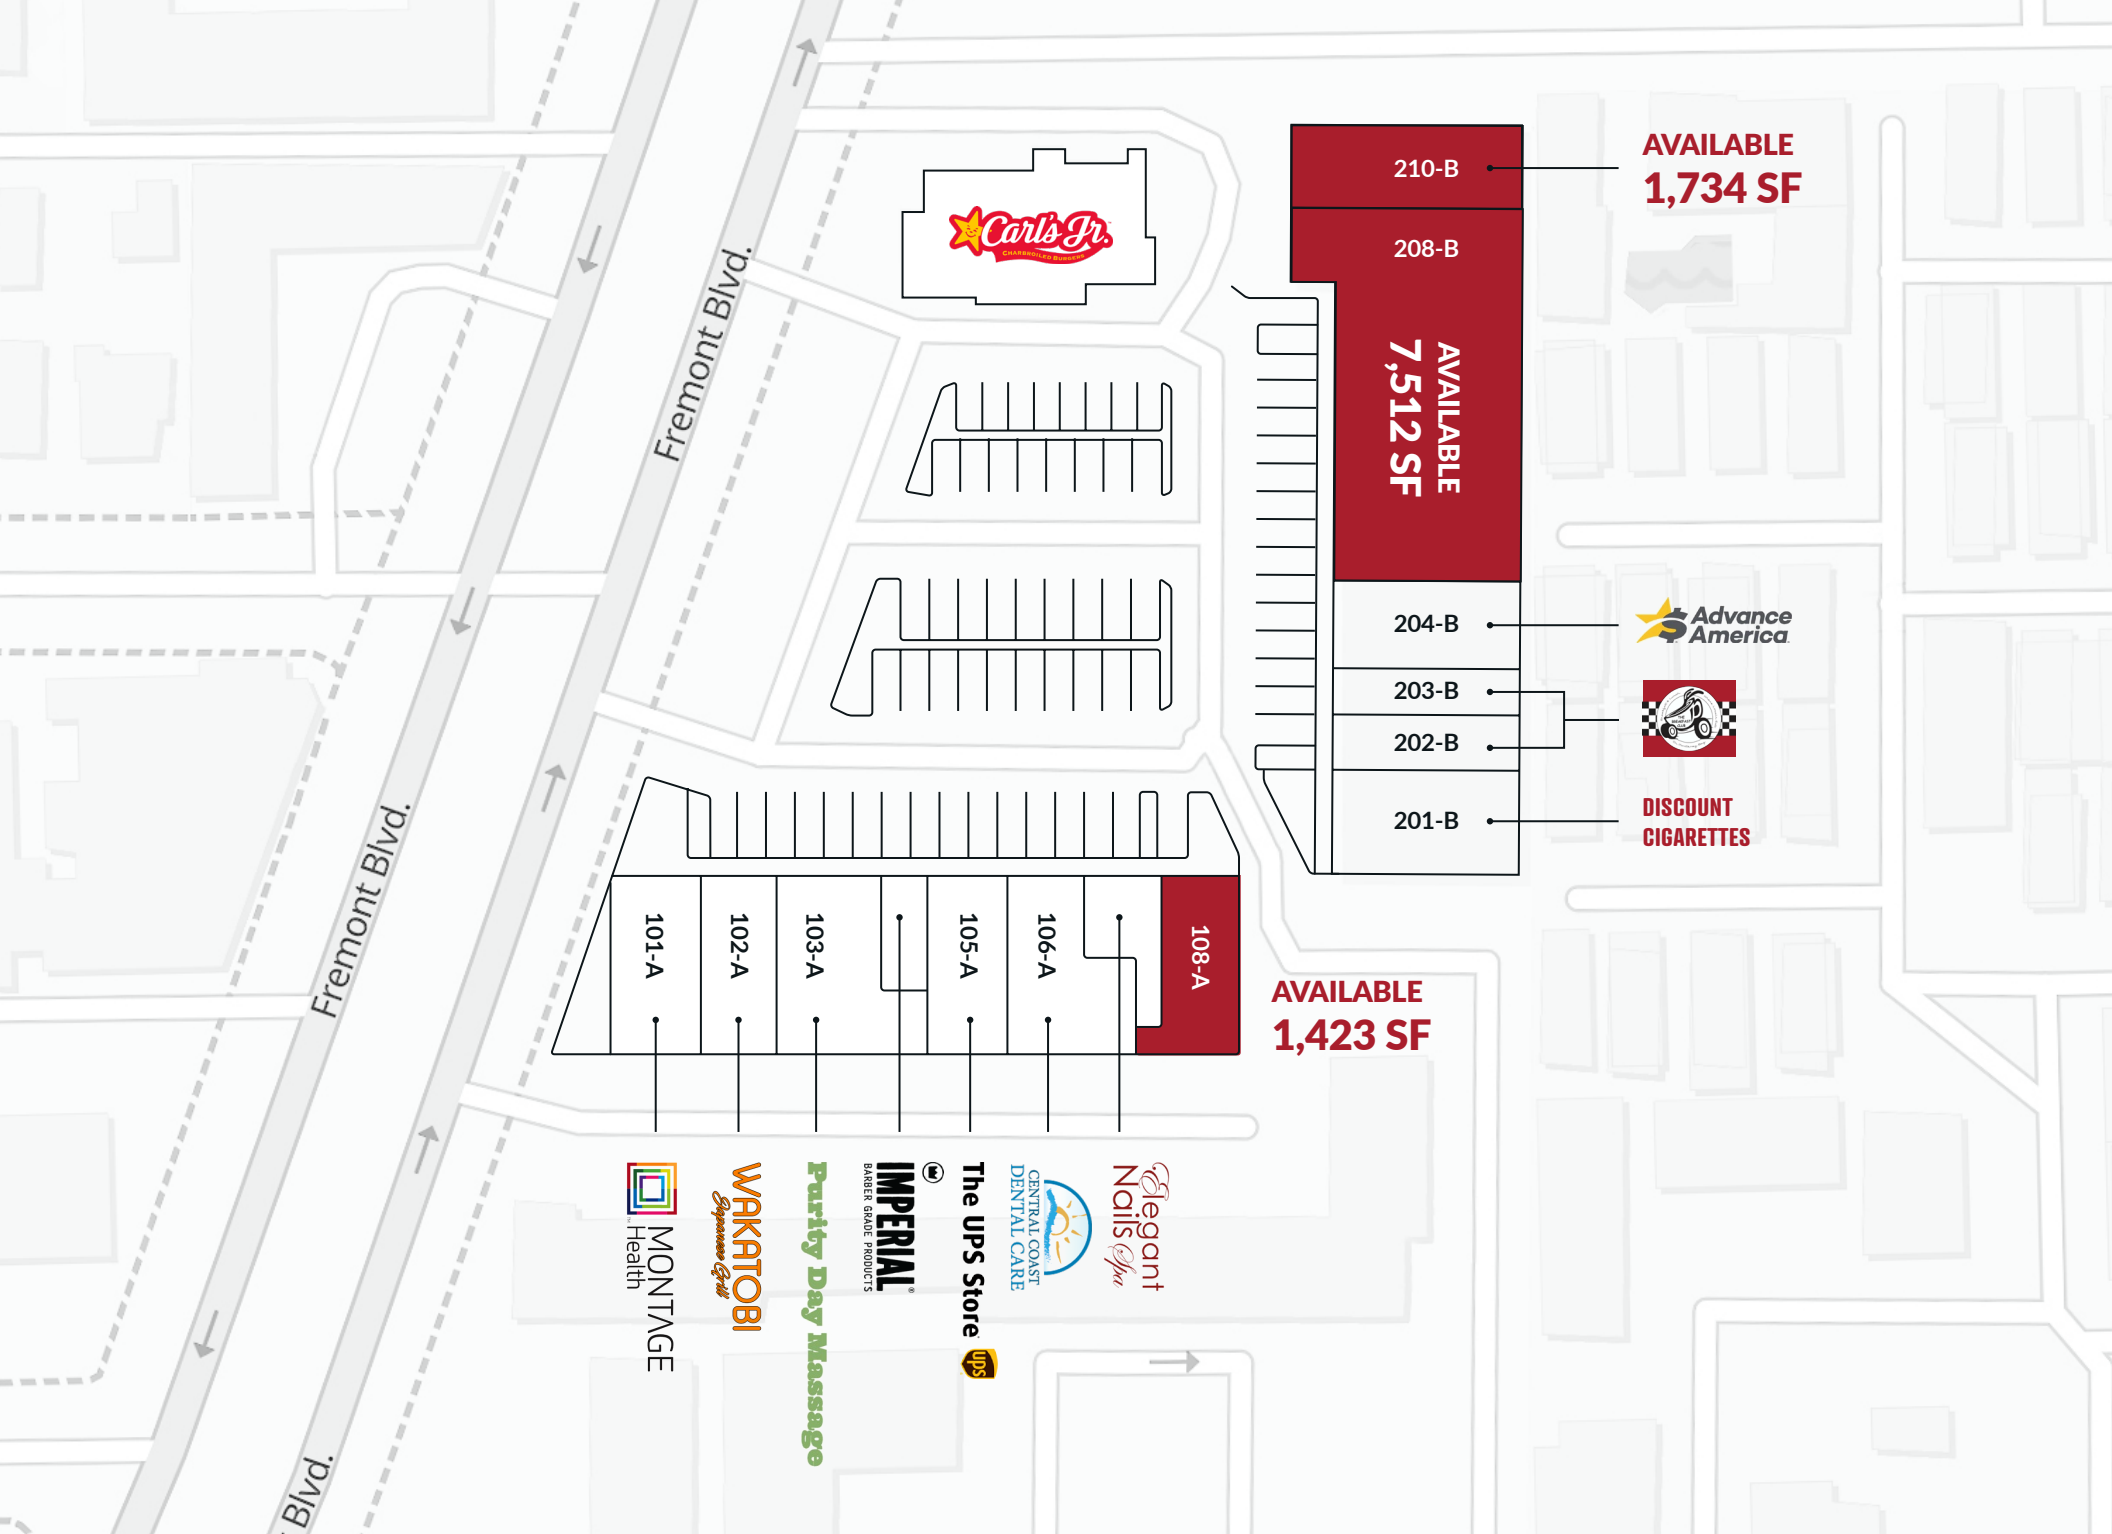 Fremont Blvd.
Fremont Blvd.
Blvd.
Carl's Jr.
CHARBROILED BURGERS
210-B
AVAILABLE
1,734 SF
208-B
AVAILABLE
7,512 SF
204-B
Advance
America
203-B
202-B
201-B
DISCOUNT
CIGARETTES
101-A
102-A
103-A
105-A
106-A
108-A
AVAILABLE
1,423 SF
MONTAGE
Health
WAKATOBI
Japanese Grill
Purity Day Massage
IMPERIAL®
BARBER GRADE PRODUCTS
The UPS Store
ups
CENTRAL COAST
DENTAL CARE
Elegant
Nails Spa